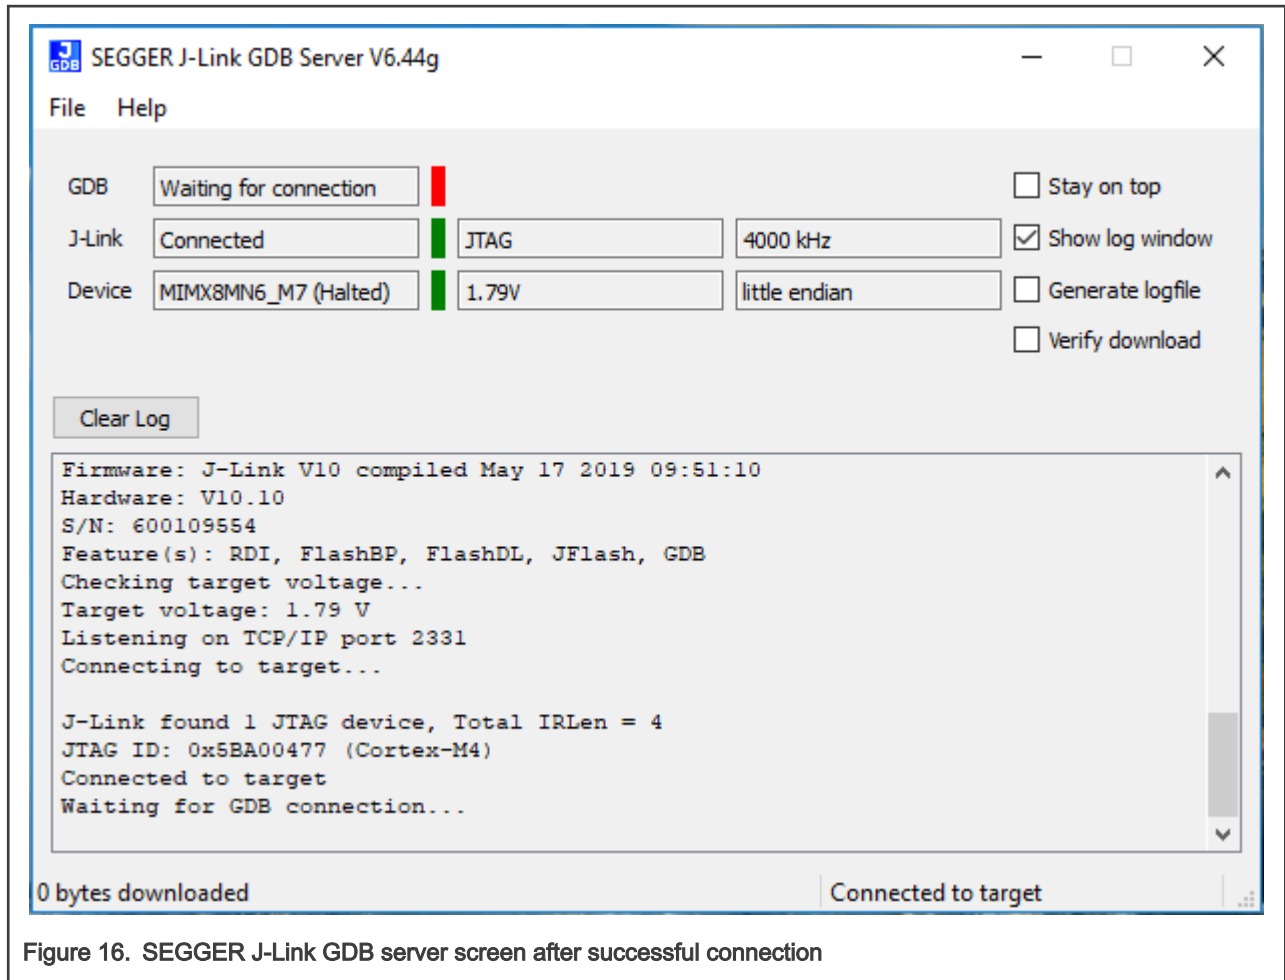 J
GDB
SEGGER J-Link GDB Server V6.44g
File Help
GDB Waiting for connection Stay on top
J-Link Connected JTAG 4000 kHz Show log window
Device MIMX8MN6_M7 (Halted) 1.79V little endian Generate logfile
Verify download
Clear Log
Firmware: J-Link V10 compiled May 17 2019 09:51:10
Hardware: V10.10
S/N: 600109554
Feature(s): RDI, FlashBP, FlashDL, JFlash, GDB
Checking target voltage...
Target voltage: 1.79 V
Listening on TCP/IP port 2331
Connecting to target...
J-Link found 1 JTAG device, Total IRLen = 4
JTAG ID: 0x5BA00477 (Cortex-M4)
Connected to target
Waiting for GDB connection...
0 bytes downloaded Connected to target
Figure 16. SEGGER J-Link GDB server screen after successful connection